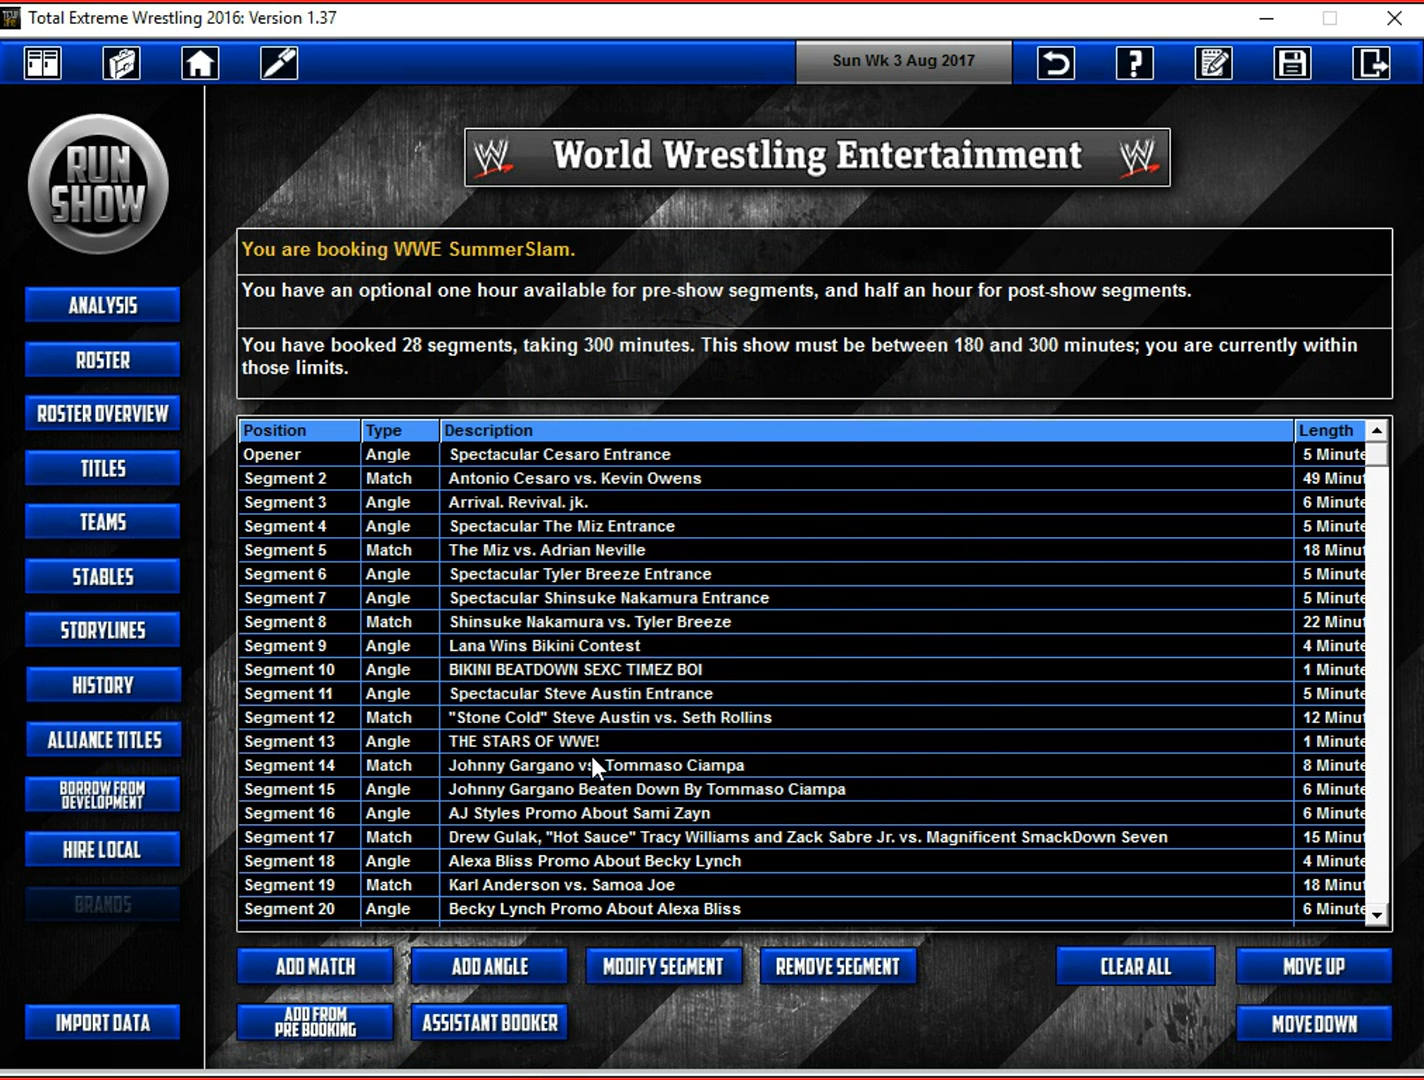 Total Extreme Wrestling 2016: Version 1.37
Sun Wk 3 Aug 2017
RUN
SHOW
World Wrestling Entertainment
You are booking WWE SummerSlam.
You have an optional one hour available for pre-show segments, and half an hour for post-show segments.
You have booked 28 segments, taking 300 minutes. This show must be between 180 and 300 minutes; you are currently within
those limits.
ANALYSIS
ROSTER
ROSTER OVERVIEW
TITLES
TEAMS
STABLES
STORYLINES
HISTORY
ALLIANCE TITLES
BORROW FROM
DEVELOPMENT
HIRE LOCAL
BRANDS
IMPORT DATA
Position Type Description Length
Opener Angle Spectacular Cesaro Entrance 5 Minute
Segment 2 Match Antonio Cesaro vs. Kevin Owens 49 Minut
Segment 3 Angle Arrival. Revival. jk. 6 Minute
Segment 4 Angle Spectacular The Miz Entrance 5 Minute
Segment 5 Match The Miz vs. Adrian Neville 18 Minut
Segment 6 Angle Spectacular Tyler Breeze Entrance 5 Minute
Segment 7 Angle Spectacular Shinsuke Nakamura Entrance 5 Minute
Segment 8 Match Shinsuke Nakamura vs. Tyler Breeze 22 Minut
Segment 9 Angle Lana Wins Bikini Contest 4 Minute
Segment 10 Angle BIKINI BEATDOWN SEXC TIMEZ BOI 1 Minute
Segment 11 Angle Spectacular Steve Austin Entrance 5 Minute
Segment 12 Match "Stone Cold" Steve Austin vs. Seth Rollins 12 Minut
Segment 13 Angle THE STARS OF WWE! 1 Minute
Segment 14 Match Johnny Gargano vs. Tommaso Ciampa 8 Minute
Segment 15 Angle Johnny Gargano Beaten Down By Tommaso Ciampa 6 Minute
Segment 16 Angle AJ Styles Promo About Sami Zayn 6 Minute
Segment 17 Match Drew Gulak, "Hot Sauce" Tracy Williams and Zack Sabre Jr. vs. Magnificent SmackDown Seven 15 Minut
Segment 18 Angle Alexa Bliss Promo About Becky Lynch 4 Minute
Segment 19 Match Karl Anderson vs. Samoa Joe 18 Minut
Segment 20 Angle Becky Lynch Promo About Alexa Bliss 6 Minute
ADD MATCH ADD ANGLE MODIFY SEGMENT REMOVE SEGMENT CLEAR ALL MOVE UP
ADD FROM
PRE BOOKING
ASSISTANT BOOKER MOVE DOWN